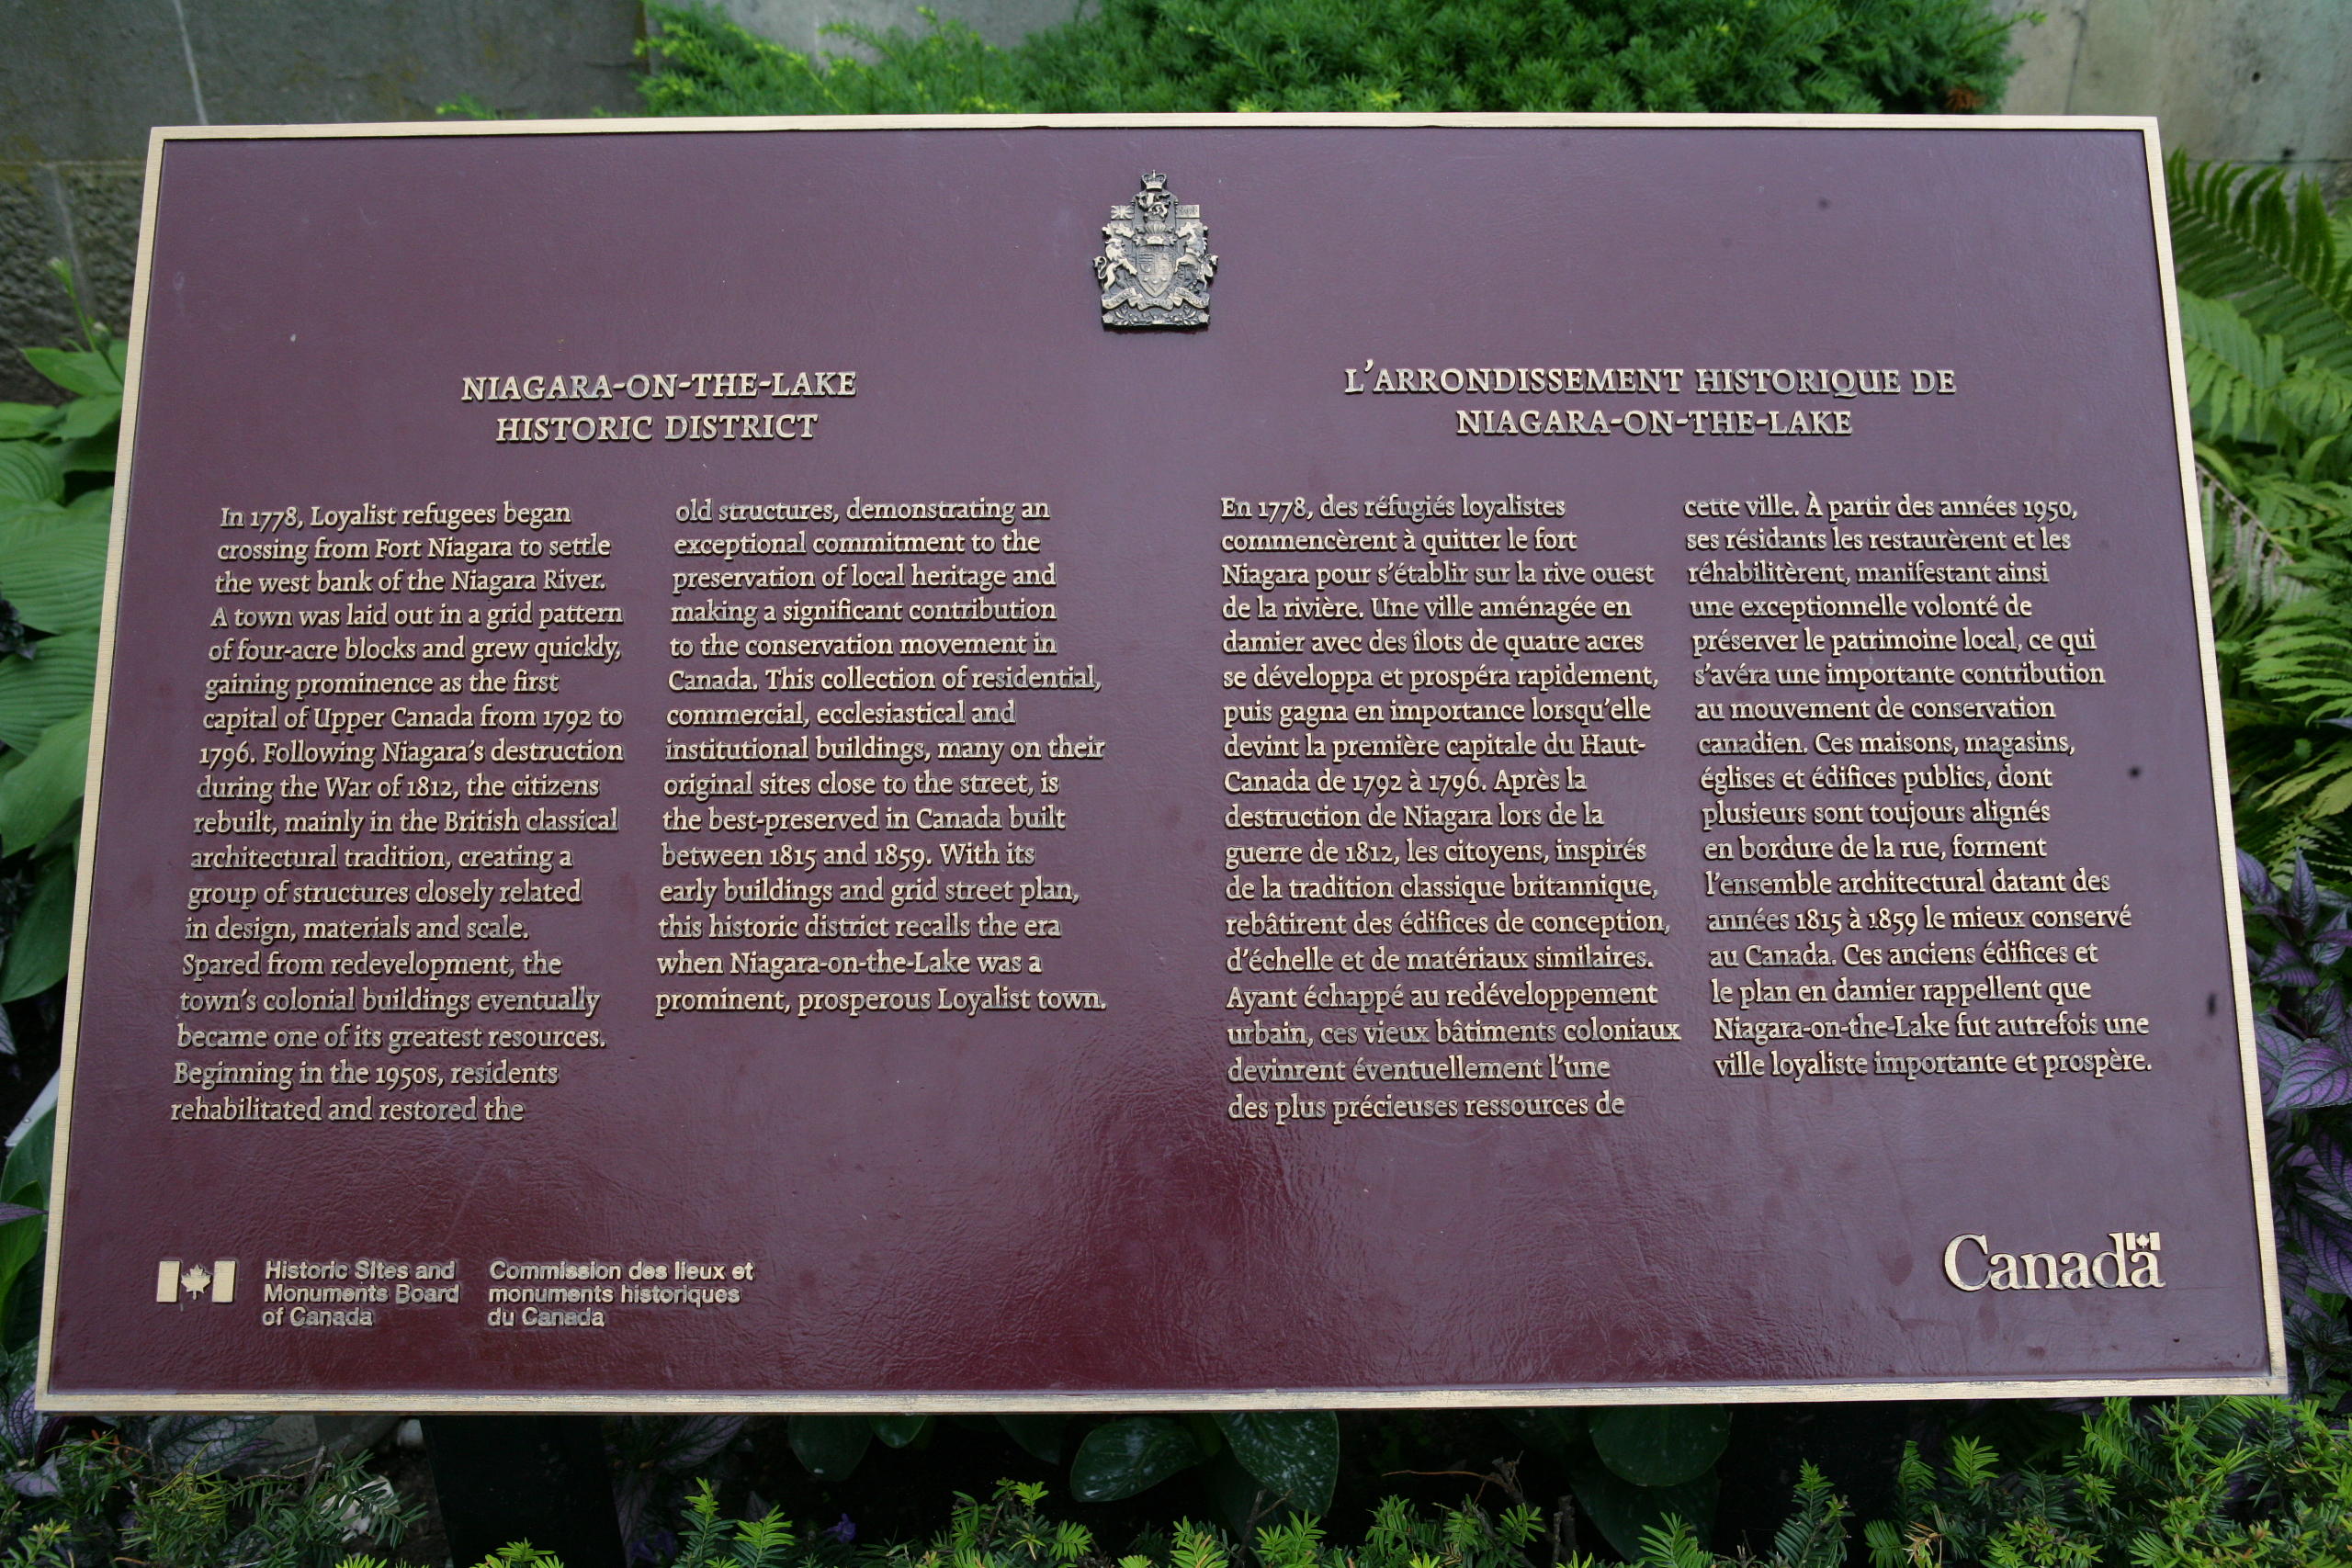 NIAGARA-ON-THE-LAKE
HISTORIC DISTRICT
In 1778, Loyalist refugees began
crossing from Fort Niagara to settle
the west bank of the Niagara River.
A town was laid out in a grid pattern
of four-acre blocks and grew quickly,
gaining prominence as the first
capital of Upper Canada from 1792 to
1796. Following Niagara's destruction
during the War of 1812, the citizens
rebuilt, mainly in the British classical
architectural tradition, creating a
group of structures closely related
in design, materials and scale.
Spared from redevelopment, the
town's colonial buildings eventually
became one of its greatest resources.
Beginning in the 1950s, residents
rehabilitated and restored the
old structures, demonstrating an
exceptional commitment to the
preservation of local heritage and
making a significant contribution
to the conservation movement in
Canada. This collection of residential,
commercial, ecclesiastical and
institutional buildings, many on their
original sites close to the street, is
the best-preserved in Canada built
between 1815 and 1859. With its
early buildings and grid street plan,
this historic district recalls the era
when Niagara-on-the-Lake was a
prominent, prosperous Loyalist town.
L'ARRONDISSEMENT HISTORIQUE DE
NIAGARA-ON-THE-LAKE
En 1778, des réfugiés loyalistes
commencèrent à quitter le fort
Niagara pour s'établir sur la rive ouest
de la rivière. Une ville aménagée en
damier avec des îlots de quatre acres
se développa et prospéra rapidement,
puis gagna en importance lorsqu'elle
devint la première capitale du Haut-
Canada de 1792 à 1796. Après la
destruction de Niagara lors de la
guerre de 1812, les citoyens, inspirés
de la tradition classique britannique,
rebâtirent des édifices de conception,
d'échelle et de matériaux similaires.
Ayant échappé au redéveloppement
urbain, ces vieux bâtiments coloniaux
devinrent éventuellement l'une
des plus précieuses ressources de
cette ville. À partir des années 1950,
ses résidants les restaurèrent et les
réhabilitèrent, manifestant ainsi
une exceptionnelle volonté de
préserver le patrimoine local, ce qui
s'avéra une importante contribution
au mouvement de conservation
canadien. Ces maisons, magasins,
églises et édifices publics, dont
plusieurs sont toujours alignés
en bordure de la rue, forment
l'ensemble architectural datant des
années 1815 à 1859 le mieux conservé
au Canada. Ces anciens édifices et
le plan en damier rappellent que
Niagara-on-the-Lake fut autrefois une
ville loyaliste importante et prospère.
Historic Sites and
Monuments Board
of Canada
Commission des lieux et
monuments historiques
du Canada
Canada